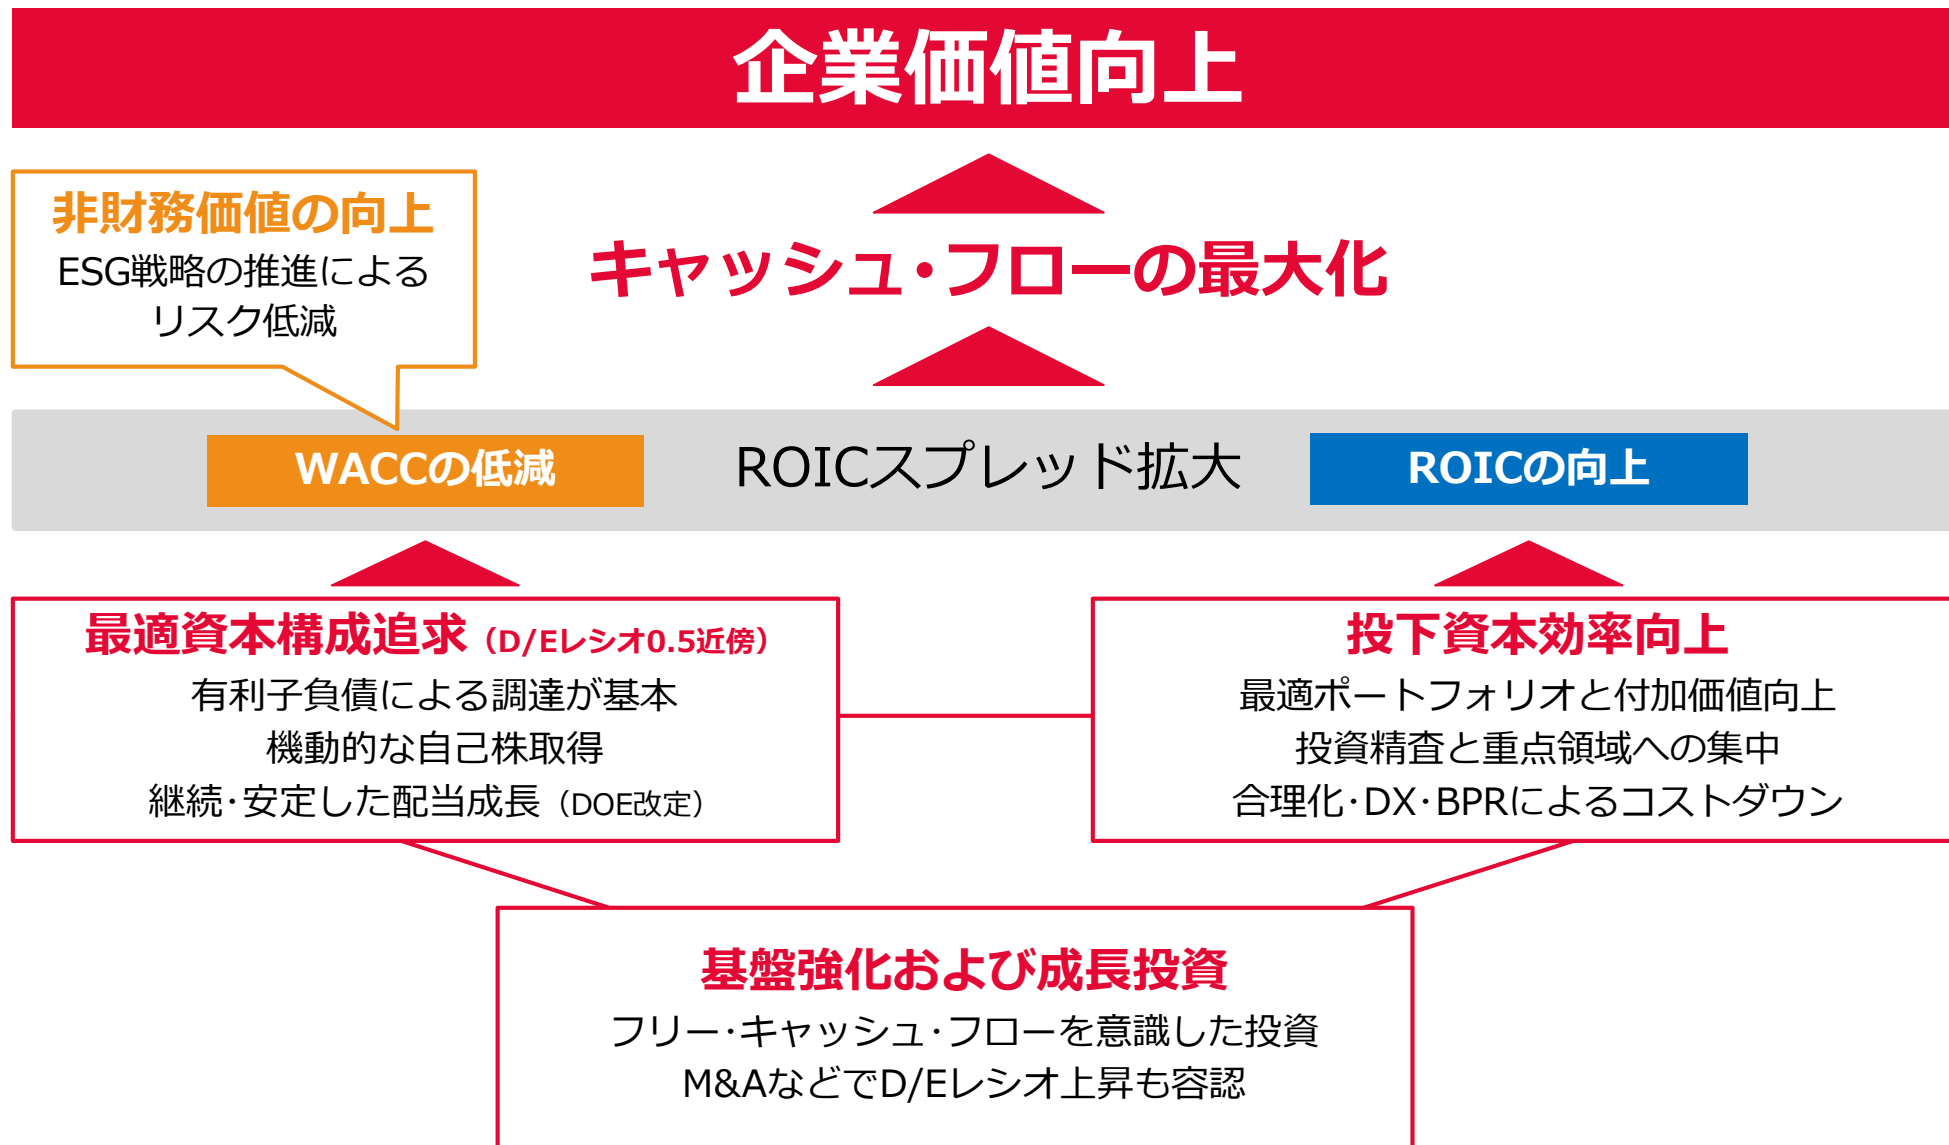 企業価値向上
非財務価値の向上
ESG戦略の推進による
リスク低減
キャッシュ・フローの最大化
WACCの低減
ROICスプレッド拡大
ROICの向上
最適資本構成追求（D/Eレシオ0.5近傍）
有利子負債による調達が基本
機動的な自己株取得
継続・安定した配当成長（DOE改定）
投下資本効率向上
最適ポートフォリオと付加価値向上
投資精査と重点領域への集中
合理化・DX・BPRによるコストダウン
基盤強化および成長投資
フリー・キャッシュ・フローを意識した投資
M&AなどでD/Eレシオ上昇も容認